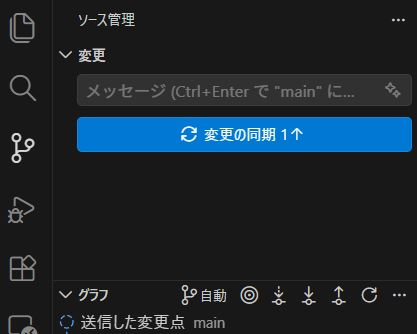 ソース管理
変更
メッセージ (Ctrl+Enter で "main" に...
変更の同期 1↑
グラフ 自動
送信した変更点 main